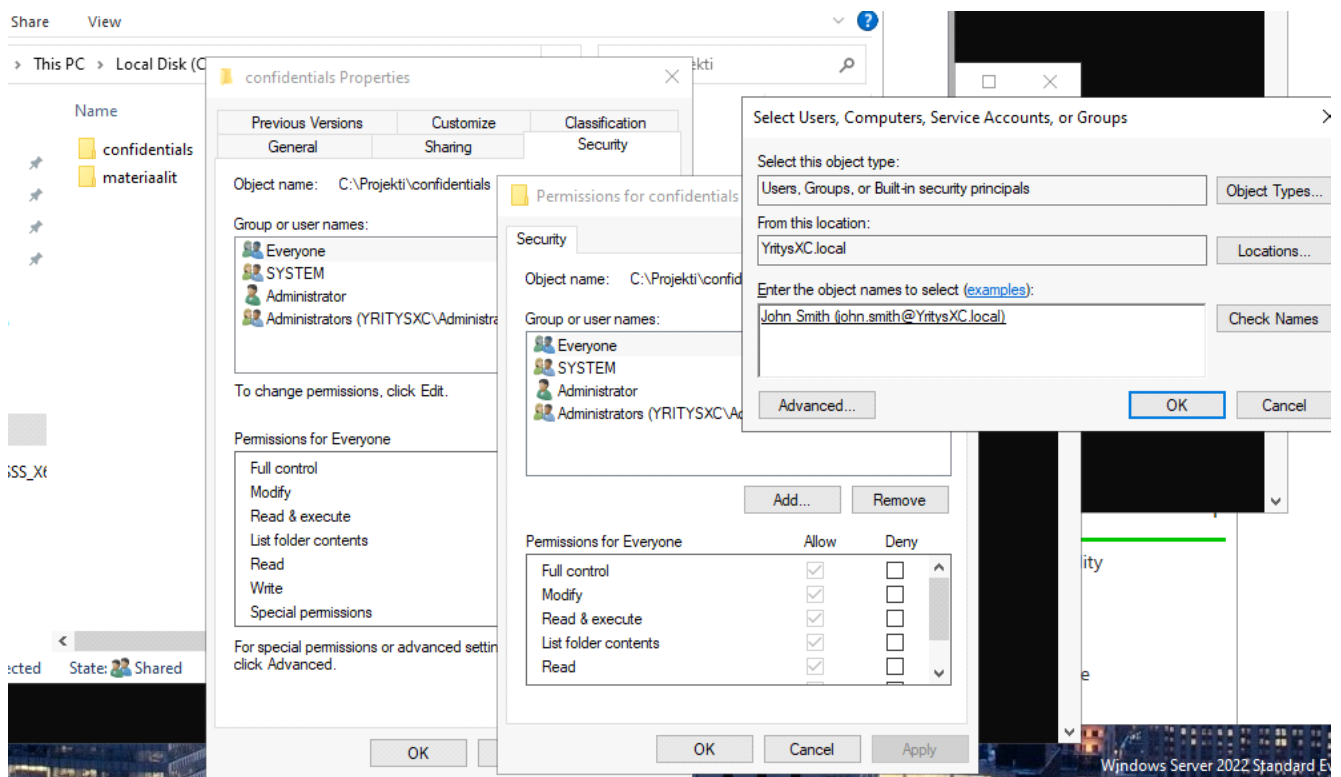 Share View
This PC > Local Disk (C
Name
confidentials
materiaalit
State: Shared
confidentials Properties
Previous Versions Customize Classification
General Sharing Security
Object name: C:\Projekti\confidentials
Group or user names:
Everyone
SYSTEM
Administrator
Administrators (YRITYSXC\Administra
To change permissions, click Edit.
Permissions for Everyone
Full control
Modify
Read & execute
List folder contents
Read
Write
Special permissions
For special permissions or advanced settin
click Advanced.
OK
Permissions for confidentials
Security
Object name: C:\Projekti\confid
Group or user names:
Everyone
SYSTEM
Administrator
Administrators (YRITYSXC\Ad
Add... Remove
Permissions for Everyone Allow Deny
Full control
Modify
Read & execute
List folder contents
Read
OK Cancel Apply
Select Users, Computers, Service Accounts, or Groups
Select this object type:
Users, Groups, or Built-in security principals
Object Types...
From this location:
YritysXC.local
Locations...
Enter the object names to select (examples):
John Smith (john.smith@YritysXC.local)
Check Names
Advanced... OK Cancel
Windows Server 2022 Standard Ev